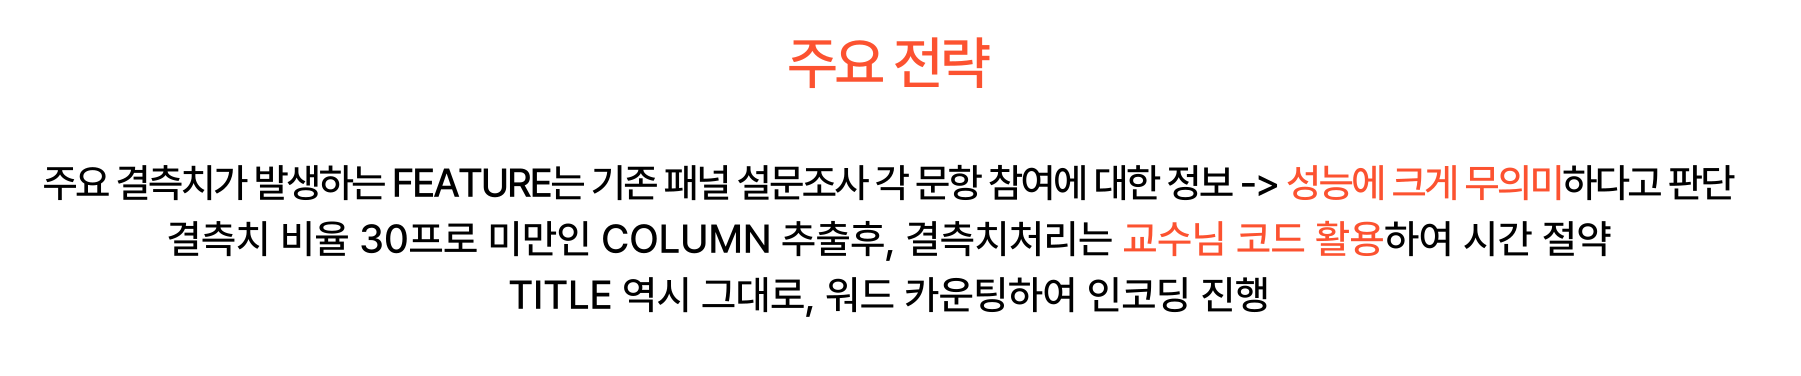 주요 전략
주요 결측치가 발생하는 FEATURE는 기존 패널 설문조사 각 문항 참여에 대한 정보 -> 성능에 크게 무의미하다고 판단
결측치 비율 30프로 미만인 COLUMN 추출후, 결측치처리는 교수님 코드 활용하여 시간 절약
TITLE 역시 그대로, 워드 카운팅하여 인코딩 진행